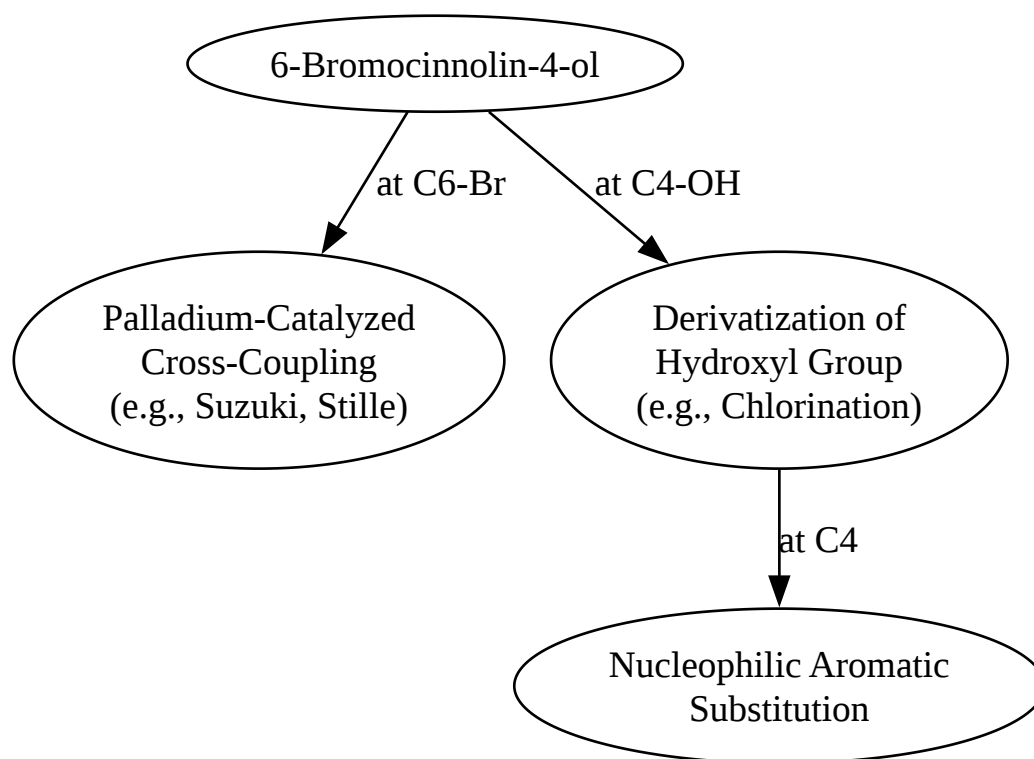 6-Bromocinnolin-4-ol
at C6-Br
at C4-OH
Palladium-Catalyzed
Cross-Coupling
(e.g., Suzuki, Stille)
Derivatization of
Hydroxyl Group
(e.g., Chlorination)
at C4
Nucleophilic Aromatic
Substitution